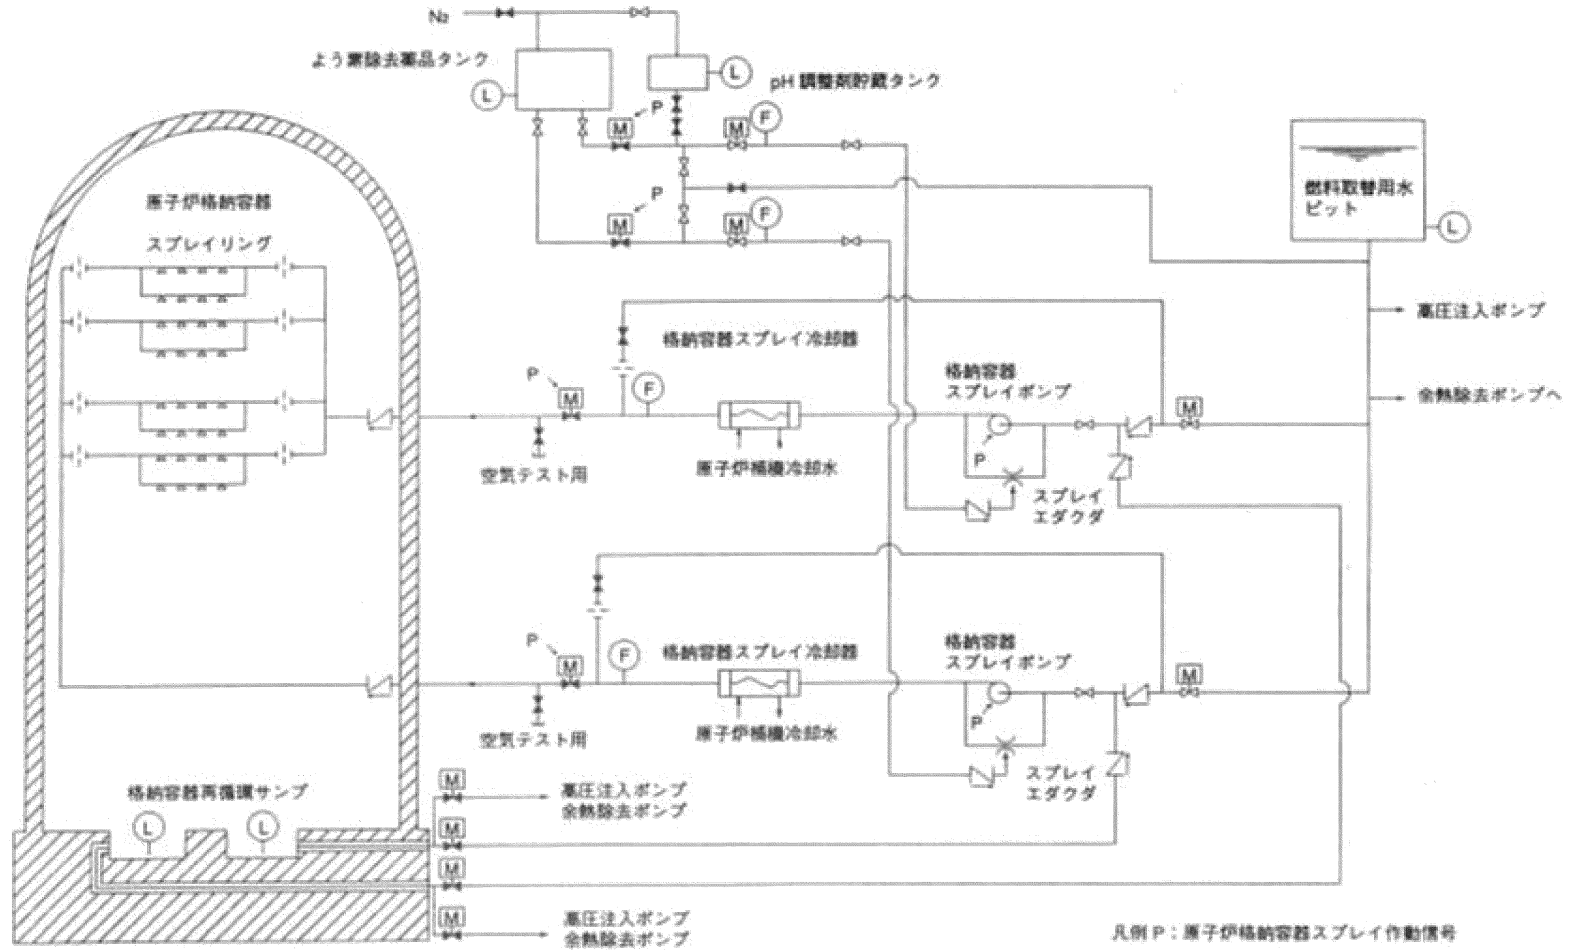 N₂
よう素除去薬品タンク
L
L
pH 調整剤貯蔵タンク
P
M
M
F
P
M
M
F
燃料取替用水
ピット
L
原子炉格納容器
スプレイリング
高圧注入ポンプ
格納容器スプレイ冷却器
P
M
F
格納容器
スプレイポンプ
余熱除去ポンプへ
M
P
空気テスト用
原子炉補機冷却水
スプレイ
エダクタ
P
M
F
格納容器スプレイ冷却器
格納容器
スプレイポンプ
M
P
空気テスト用
原子炉補機冷却水
スプレイ
エダクタ
格納容器再循環サンプ
L
L
M
高圧注入ポンプ
余熱除去ポンプ
M
M
M
高圧注入ポンプ
余熱除去ポンプ
凡例 P：原子炉格納容器スプレイ作動信号